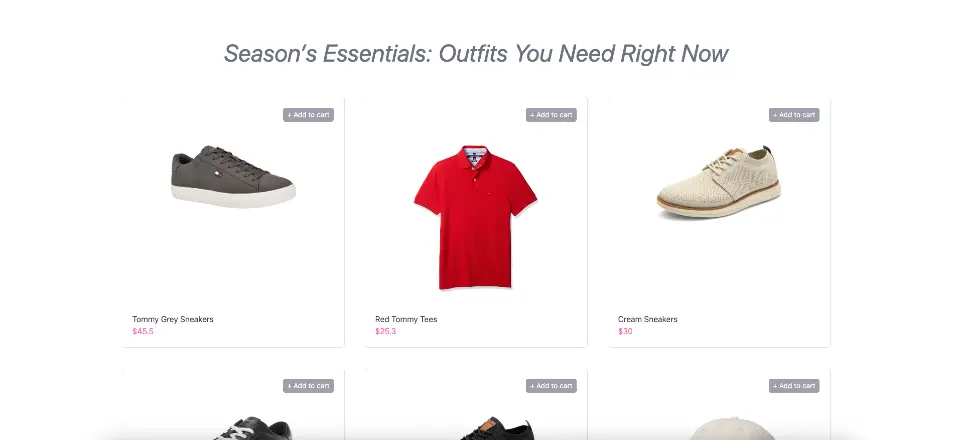 Season's Essentials: Outfits You Need Right Now
+ Add to cart
+ Add to cart
+ Add to cart
Tommy Grey Sneakers
$45.5
Red Tommy Tees
$25.3
Cream Sneakers
$30
+ Add to cart
+ Add to cart
+ Add to cart